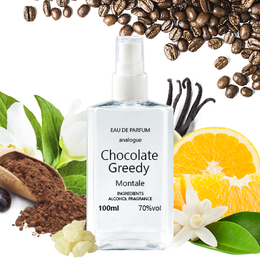 EAU DE PARFUM
analogue
Chocolate
Greedy
Montale
INGREDIENTS
ALCOHOL FRAGRANCE
100ml 70%vol